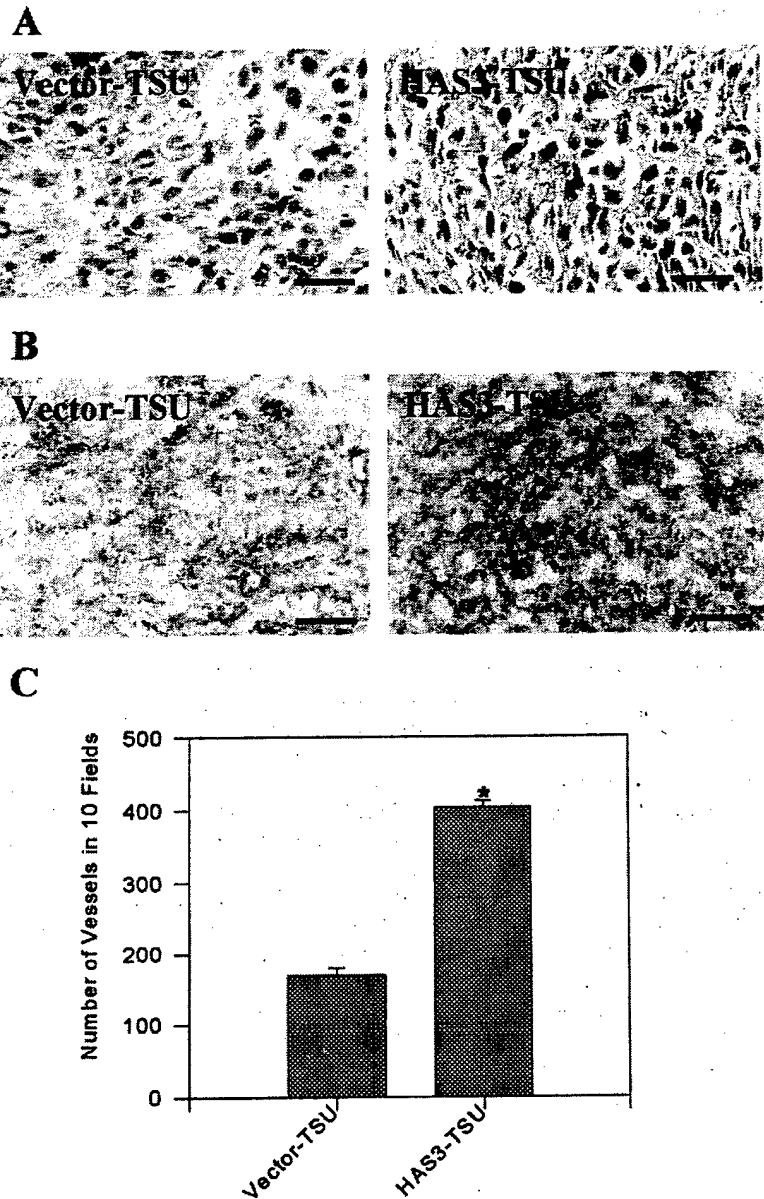 A
Vector-TSU
HAS3-TSU
B
Vector-TSU
HAS3-TSU
C
Number of Vessels in 10 Fields
500
400
300
200
100
0
*
Vector-TSU
HAS3-TSU